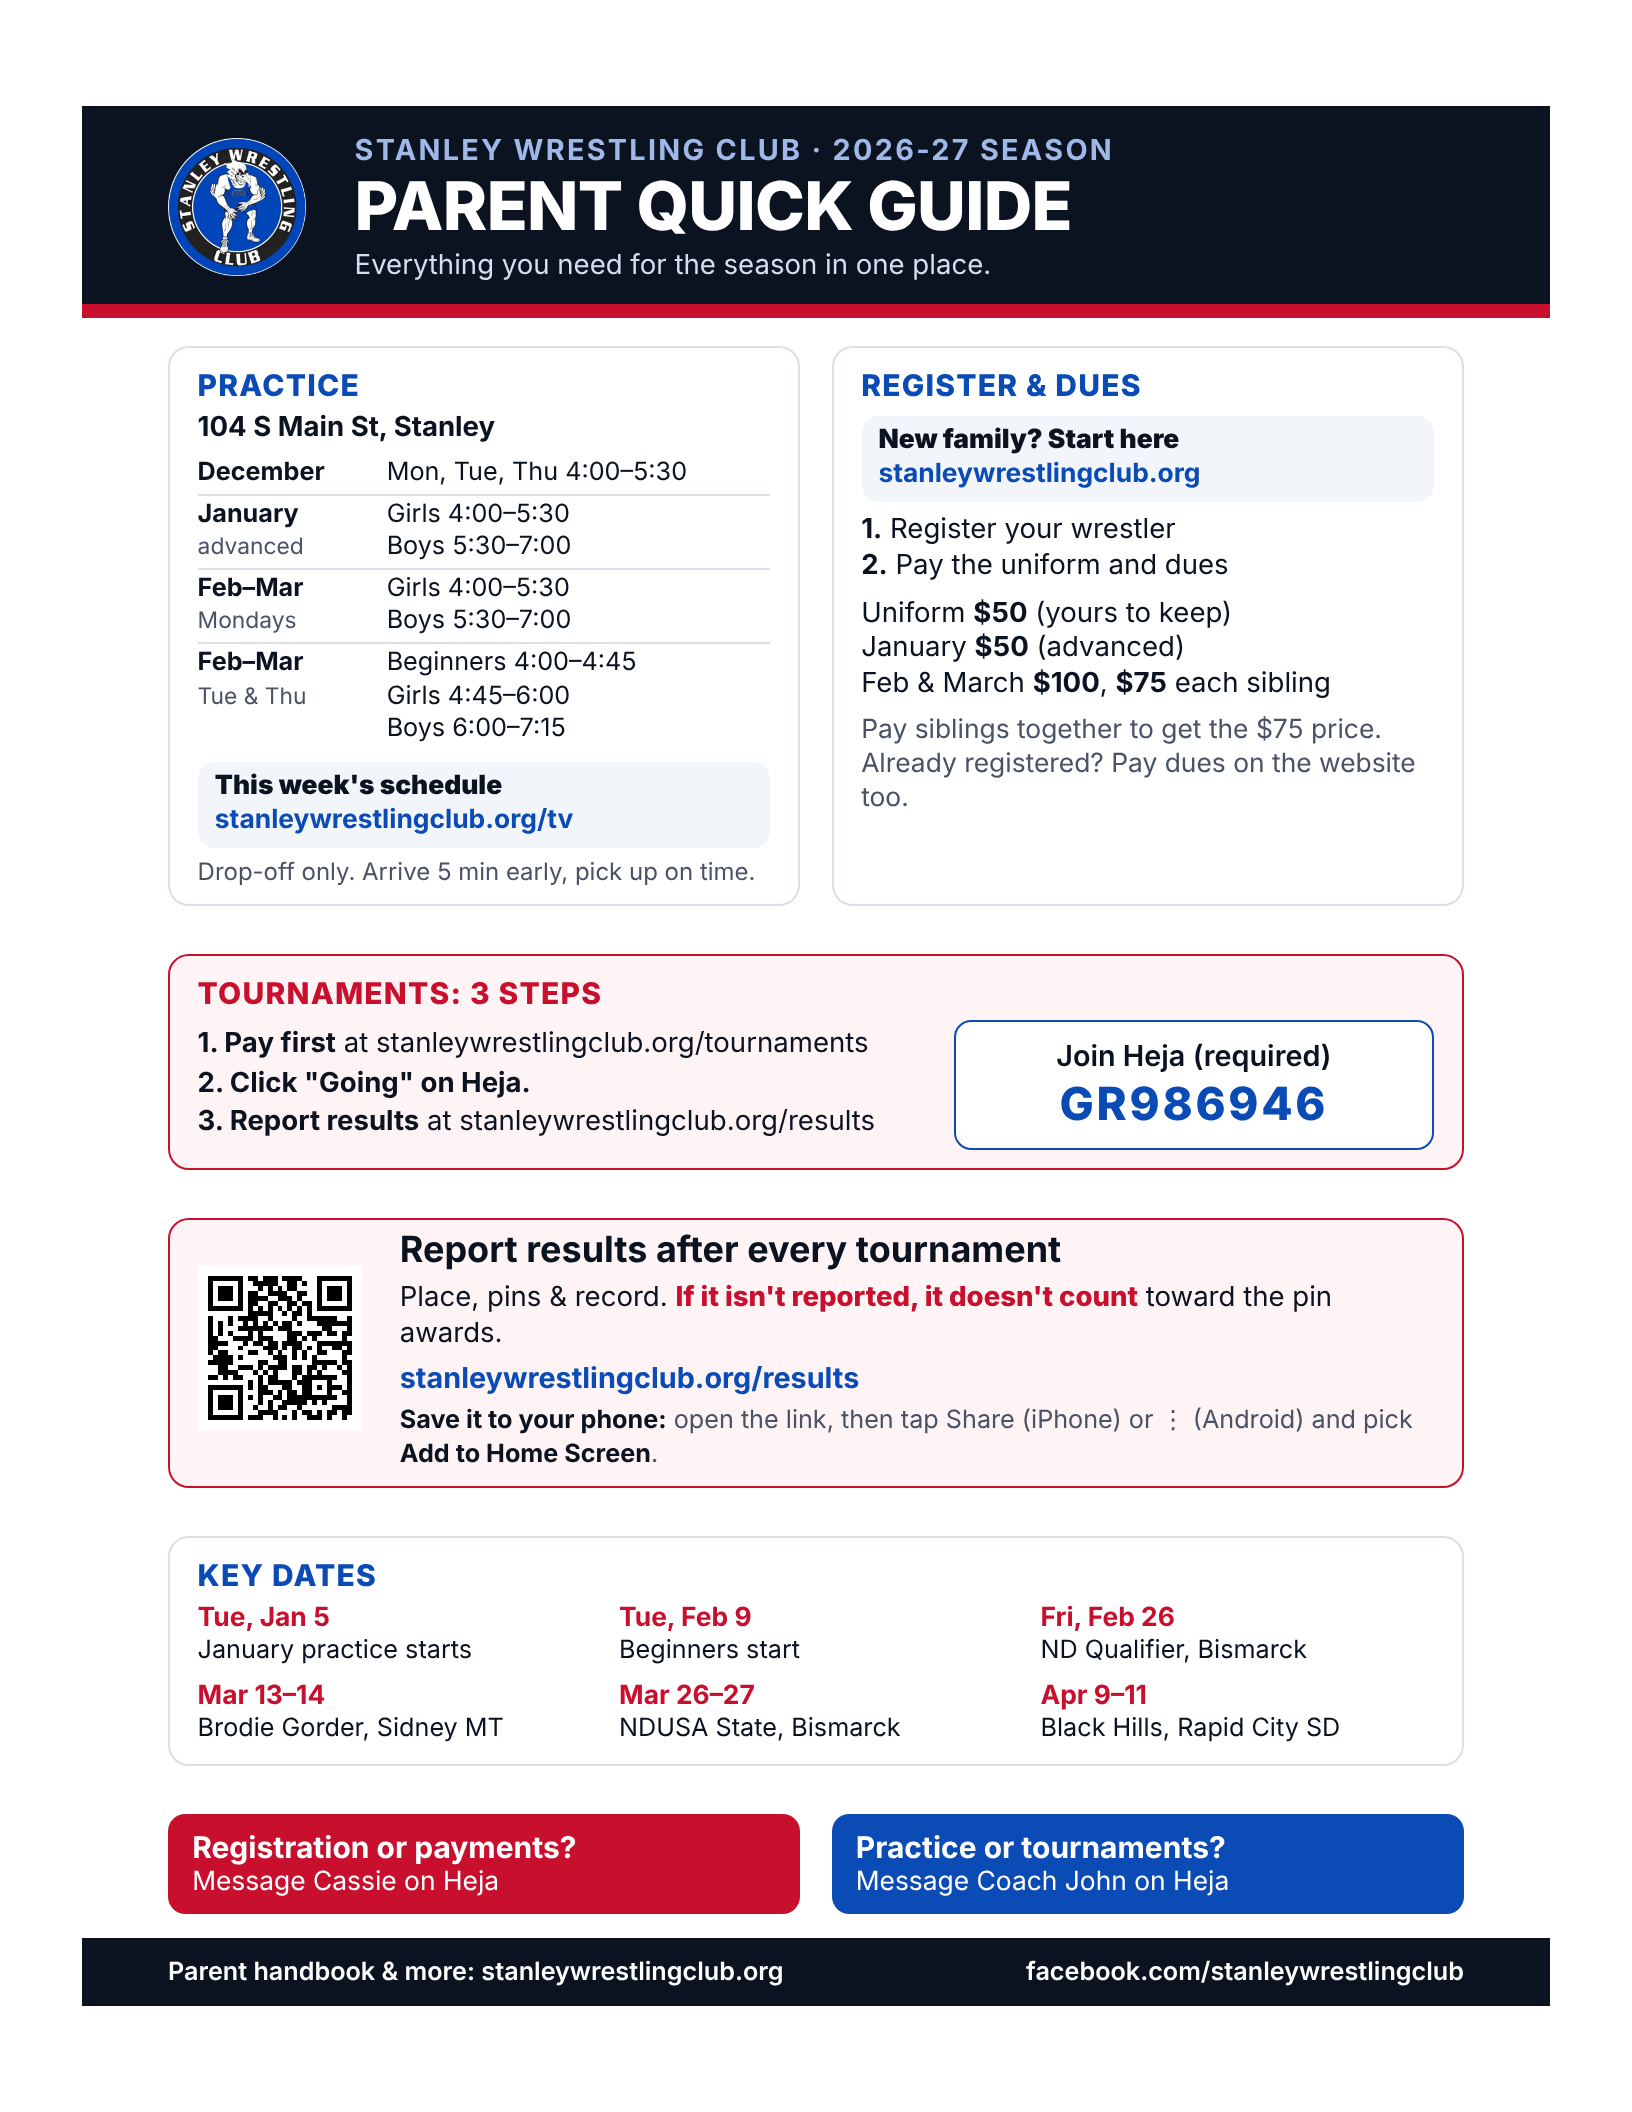 STANLEY WRESTLING CLUB
STANLEY WRESTLING CLUB · 2026-27 SEASON
PARENT QUICK GUIDE
Everything you need for the season in one place.
PRACTICE
104 S Main St, Stanley
December Mon, Tue, Thu 4:00–5:30
January Girls 4:00–5:30
advanced Boys 5:30–7:00
Feb–Mar Girls 4:00–5:30
Mondays Boys 5:30–7:00
Feb–Mar Beginners 4:00–4:45
Tue & Thu Girls 4:45–6:00
Boys 6:00–7:15
This week's schedule
stanleywrestlingclub.org/tv
Drop-off only. Arrive 5 min early, pick up on time.
REGISTER & DUES
New family? Start here
stanleywrestlingclub.org
1. Register your wrestler
2. Pay the uniform and dues
Uniform $50 (yours to keep)
January $50 (advanced)
Feb & March $100, $75 each sibling
Pay siblings together to get the $75 price.
Already registered? Pay dues on the website
too.
TOURNAMENTS: 3 STEPS
1. Pay first at stanleywrestlingclub.org/tournaments
2. Click "Going" on Heja.
3. Report results at stanleywrestlingclub.org/results
Join Heja (required)
GR986946
Report results after every tournament
Place, pins & record. If it isn't reported, it doesn't count toward the pin
awards.
stanleywrestlingclub.org/results
Save it to your phone: open the link, then tap Share (iPhone) or ⋮ (Android) and pick
Add to Home Screen.
KEY DATES
Tue, Jan 5
January practice starts
Tue, Feb 9
Beginners start
Fri, Feb 26
ND Qualifier, Bismarck
Mar 13–14
Brodie Gorder, Sidney MT
Mar 26–27
NDUSA State, Bismarck
Apr 9–11
Black Hills, Rapid City SD
Registration or payments?
Message Cassie on Heja
Practice or tournaments?
Message Coach John on Heja
Parent handbook & more: stanleywrestlingclub.org
facebook.com/stanleywrestlingclub